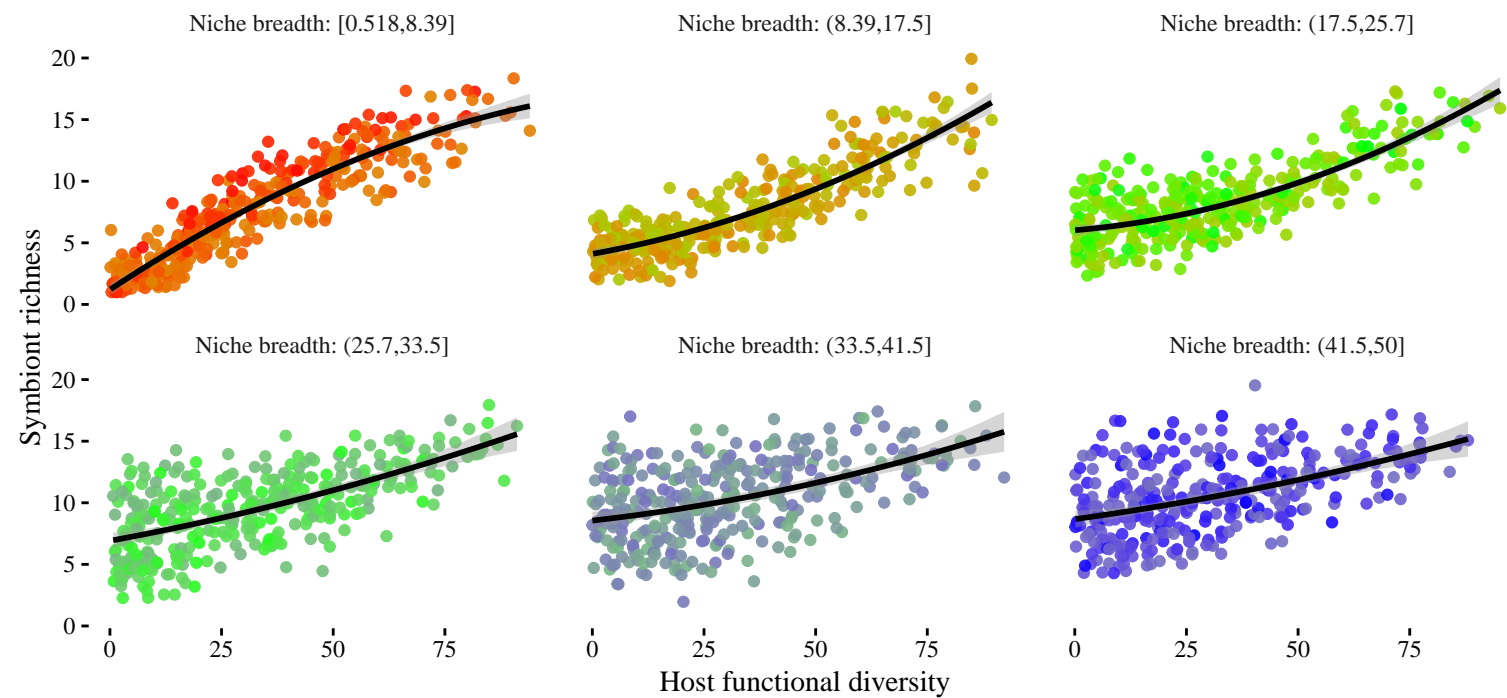 Niche breadth: [0.518,8.39]
Niche breadth: (8.39,17.5]
Niche breadth: (17.5,25.7]
20
15
10
5
0
Niche breadth: (25.7,33.5]
Niche breadth: (33.5,41.5]
Niche breadth: (41.5,50]
20
15
10
5
0
Symbiont richness
0 25 50 75
0 25 50 75
0 25 50 75
Host functional diversity